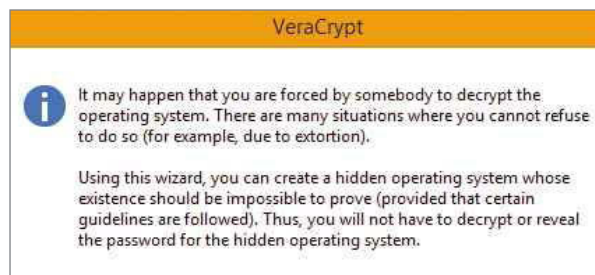 VeraCrypt
It may happen that you are forced by somebody to decrypt the
operating system. There are many situations where you cannot refuse
to do so (for example, due to extortion).
Using this wizard, you can create a hidden operating system whose
existence should be impossible to prove (provided that certain
guidelines are followed). Thus, you will not have to decrypt or reveal
the password for the hidden operating system.